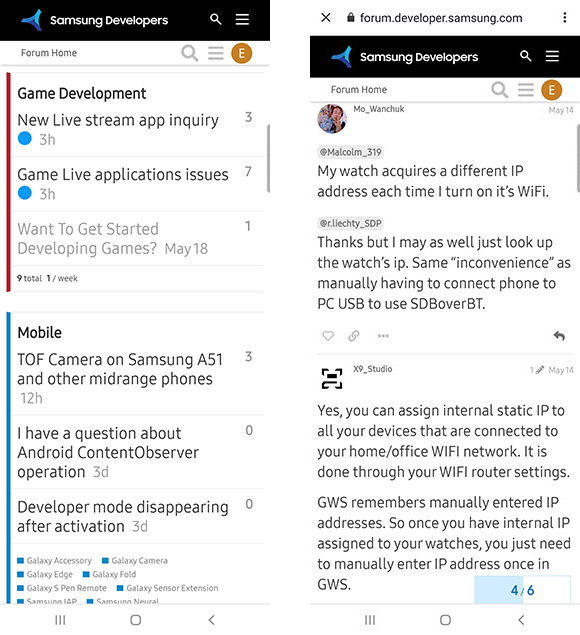 Samsung Developers
Forum Home
E
Game Development
New Live stream app inquiry
3
3h
Game Live applications issues
7
3h
Want To Get Started
1
Developing Games? May 18
9 total 1 / week
Mobile
TOF Camera on Samsung A51
3
and other midrange phones
12h
I have a question about
0
Android ContentObserver
operation 3d
Developer mode disappearing
0
after activation 3d
Galaxy Accessory Galaxy Camera
Galaxy Edge Galaxy Fold
Galaxy S Pen Remote Galaxy Sensor Extension
Samsung IAP Samsung Neural
forum.developer.samsung.com
Samsung Developers
Forum Home
E
Mo_Wanchuk
May 14
@Malcolm_319
My watch acquires a different IP
address each time I turn on it's WiFi.
@r.liechty_SDP
Thanks but I may as well just look up
the watch's ip. Same "inconvenience" as
manually having to connect phone to
PC USB to use SDBoverBT.
X9_Studio
1 May 14
Yes, you can assign internal static IP to
all your devices that are connected to
your home/office WIFI network. It is
done through your WIFI router settings.
GWS remembers manually entered IP
addresses. So once you have internal IP
assigned to your watches, you just need
to manually enter IP address once in
GWS.
4 / 6